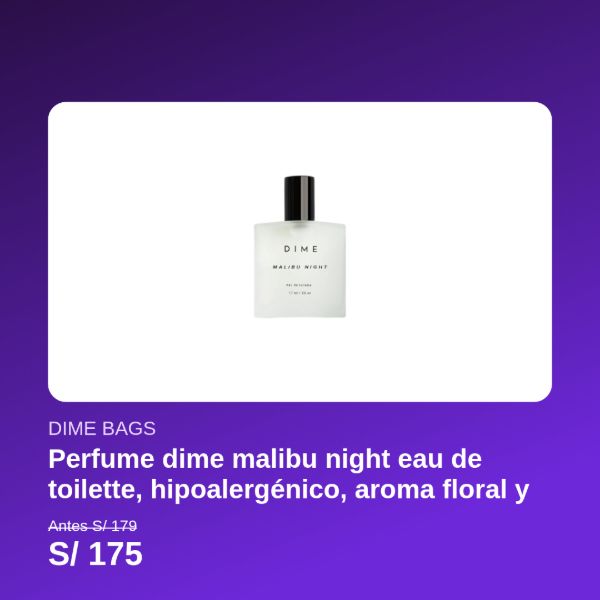 DIME
MALIBU NIGHT
DIME BAGS
Perfume dime malibu night eau de
toilette, hipoalergénico, aroma floral y
Antes S/ 179
S/ 175